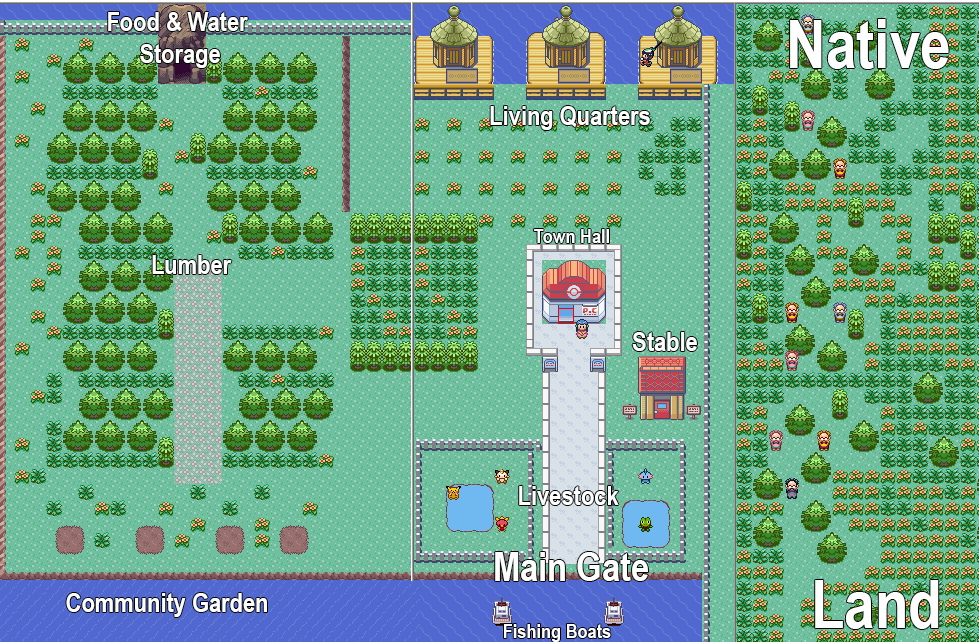 Food & Water
Storage
Native
Living Quarters
Town Hall
Lumber
P.C
Stable
Livestock
Main Gate
Community Garden
Fishing Boats
Land